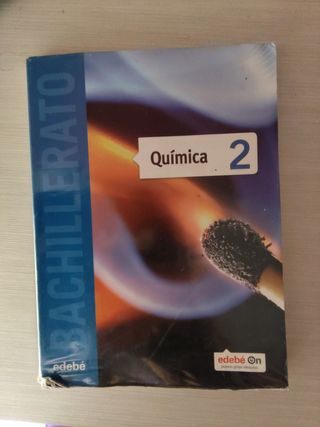 BACHILLERATO
Química 2
edebé
edebé On